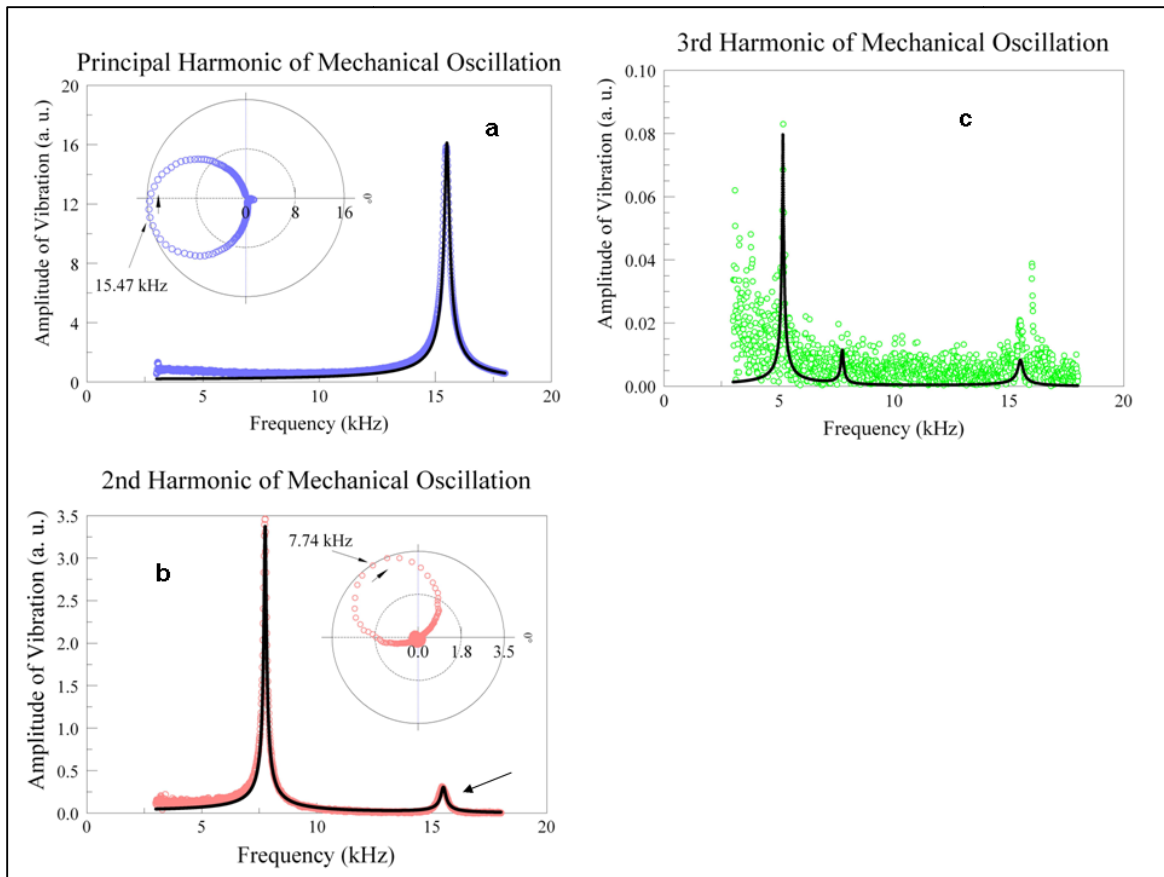 Principal Harmonic of Mechanical Oscillation
Amplitude of Vibration (a. u.)
20
16
12
8
4
0
a
0 8 16
0°
15.47 kHz
0 5 10 15 20
Frequency (kHz)
3rd Harmonic of Mechanical Oscillation
Amplitude of Vibration (a. u.)
0.10
0.08
0.06
0.04
0.02
0.00
c
0 5 10 15 20
Frequency (kHz)
2nd Harmonic of Mechanical Oscillation
Amplitude of Vibration (a. u.)
3.5
3.0
2.5
2.0
1.5
1.0
0.5
0.0
b
7.74 kHz
0.0 1.8 3.5
0°
0 5 10 15 20
Frequency (kHz)